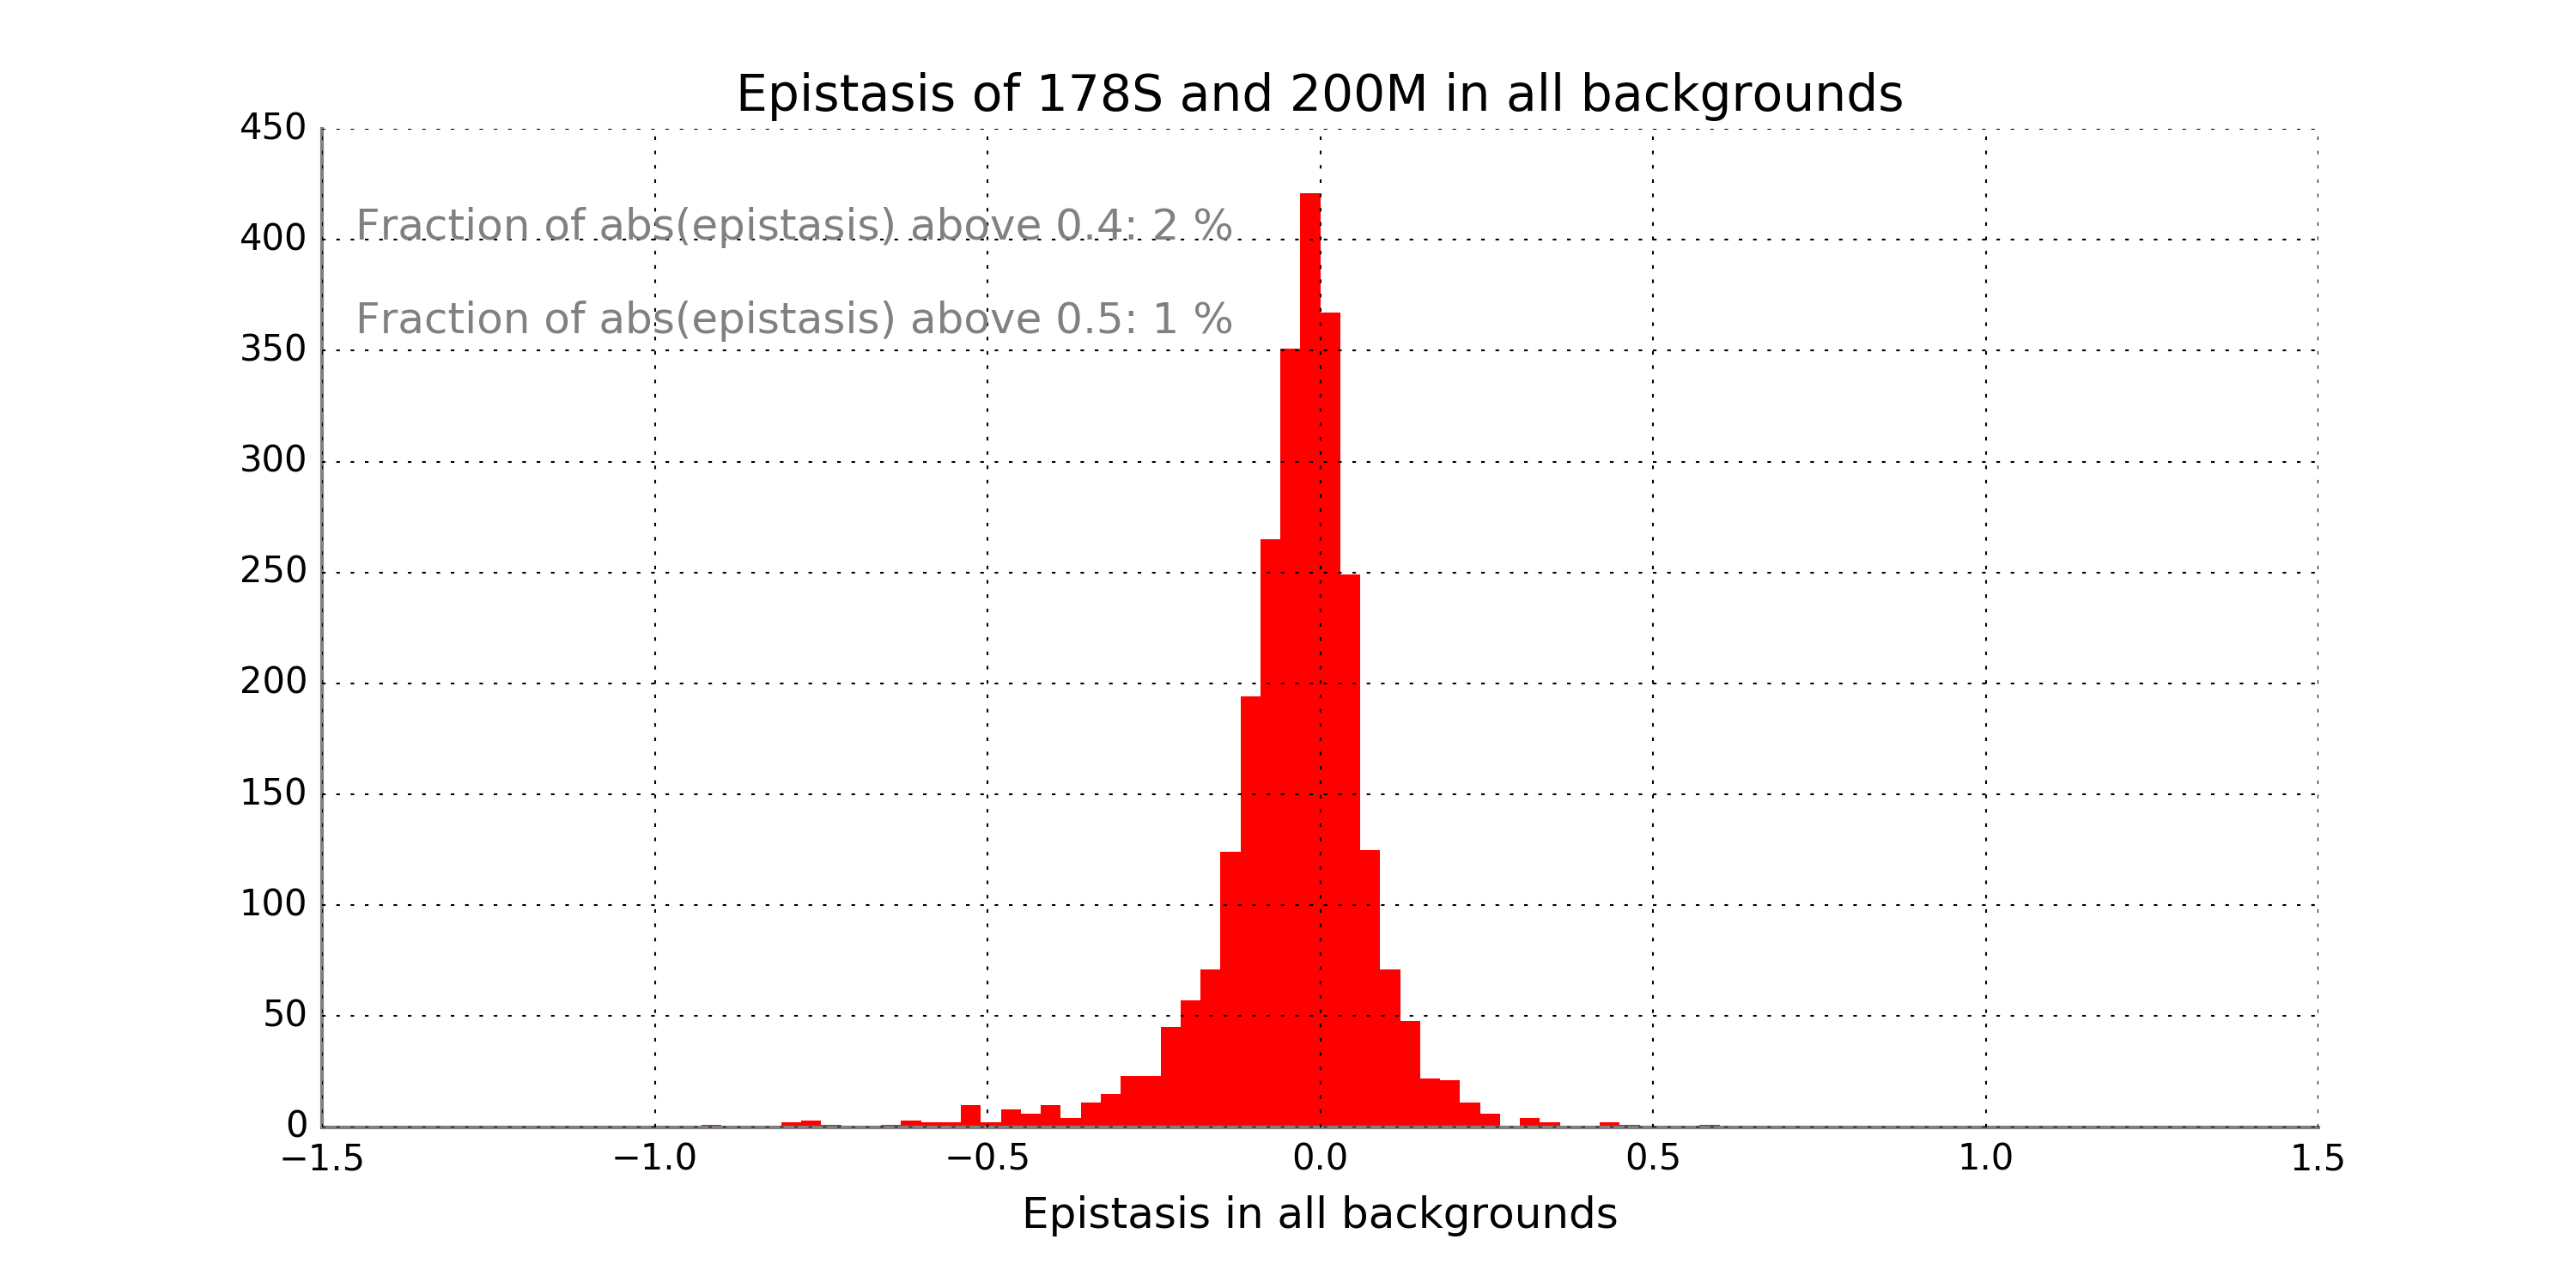 Epistasis of 178S and 200M in all backgrounds
450
400
350
300
250
200
150
100
50
0
Fraction of abs(epistasis) above 0.4: 2 %
Fraction of abs(epistasis) above 0.5: 1 %
−1.5 −1.0 −0.5 0.0 0.5 1.0 1.5
Epistasis in all backgrounds